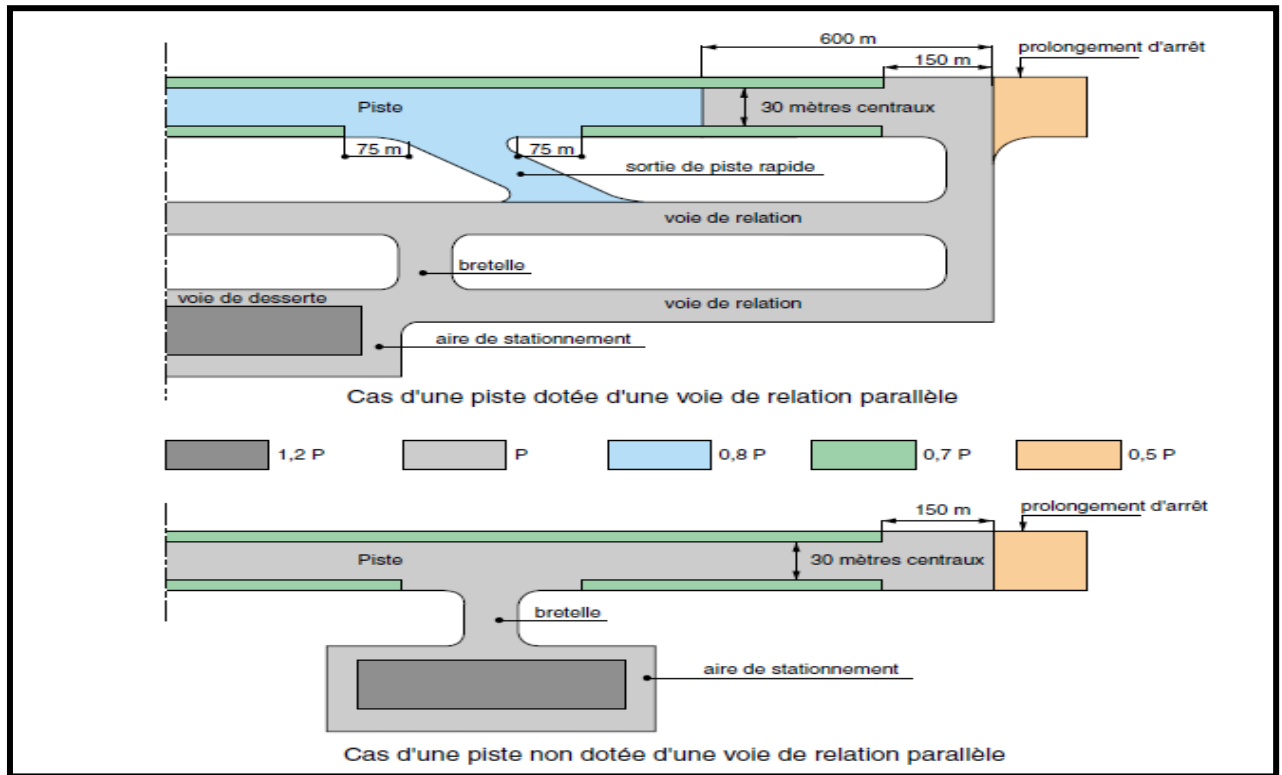 600 m
prolongement d'arrêt
150 m
Piste
30 mètres centraux
75 m
75 m
sortie de piste rapide
voie de relation
bretelle
voie de desserte
voie de relation
aire de stationnement
Cas d'une piste dotée d'une voie de relation parallèle
1,2 P
P
0,8 P
0,7 P
0,5 P
150 m
prolongement d'arrêt
Piste
30 mètres centraux
bretelle
aire de stationnement
Cas d'une piste non dotée d'une voie de relation parallèle